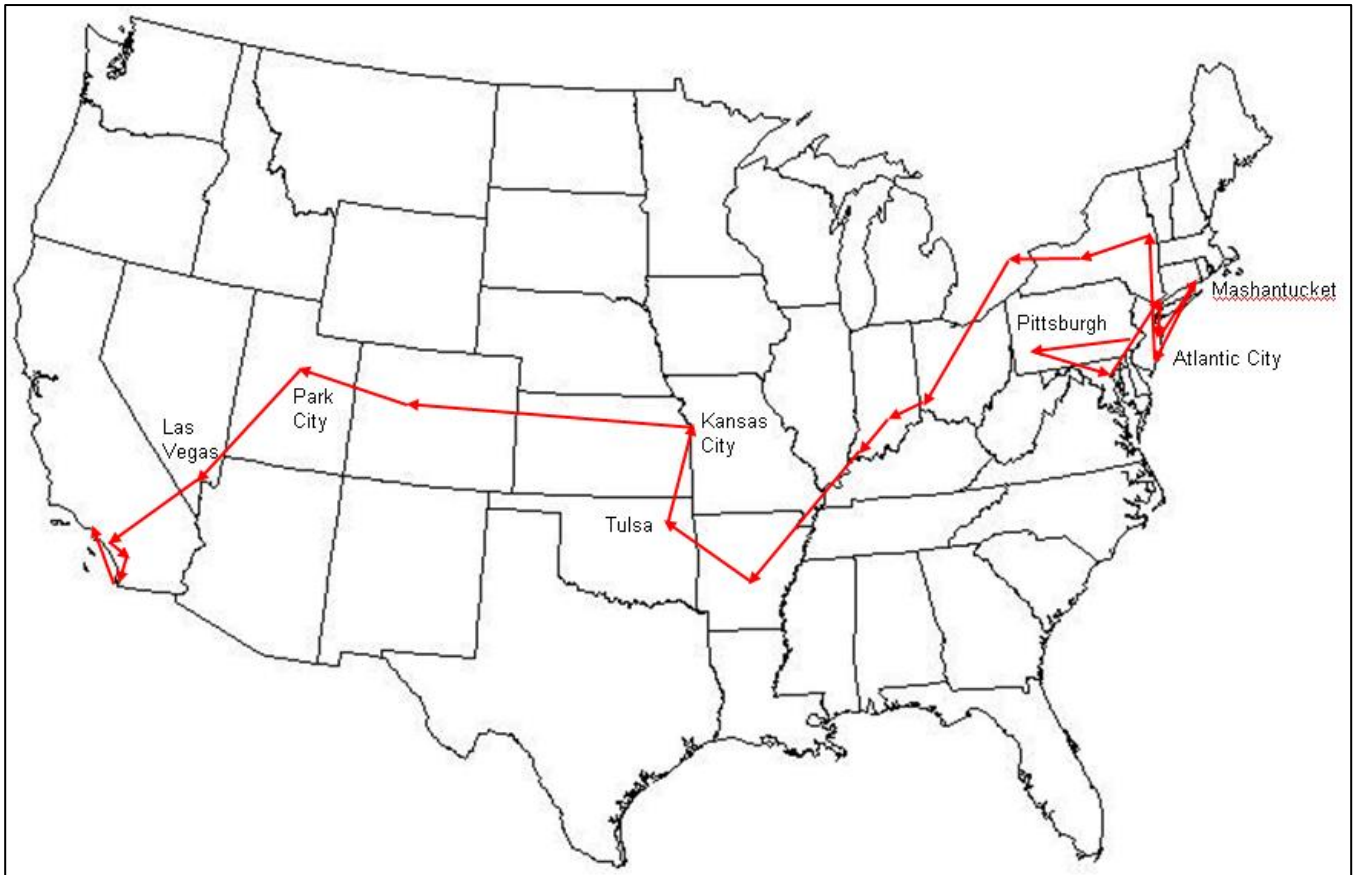 Mashantucket
Pittsburgh
Atlantic City
Park
City
Las
Vegas
Kansas
City
Tulsa